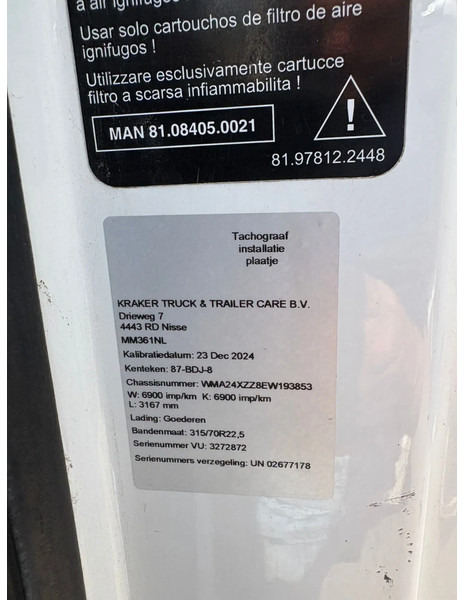 a air ignifugos
Usar solo cartouchos de filtro de aire
ignifugos !
Utilizzare esclusivamente cartucce
filtro a scarsa infiammabilita !
MAN 81.08405.0021
!
81.97812.2448
Tachograaf
installatie
plaatje
KRAKER TRUCK & TRAILER CARE B.V.
Drieweg 7
4443 RD Nisse
MM361NL
Kalibratiedatum: 23 Dec 2024
Kenteken: 87-BDJ-8
Chassisnummer: WMA24XZZ8EW193853
W: 6900 imp/km K: 6900 imp/km
L: 3167 mm
Lading: Goederen
Bandenmaat: 315/70R22,5
Serienummer VU: 3272872
Serienummers verzegeling: UN 02677178